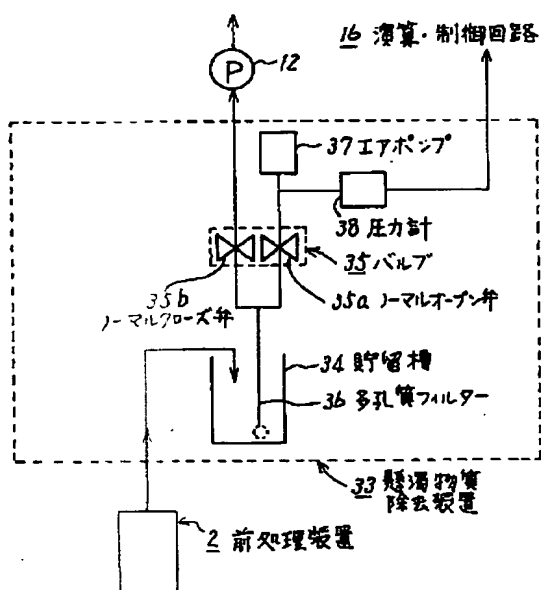 16 演算・制御回路
P
12
37 エアポンプ
38 圧力計
35 バルブ
35b
ノーマルクローズ弁
35a ノーマルオープン弁
34 貯留槽
36 多孔質フィルター
33 懸濁物質
除去装置
2 前処理装置